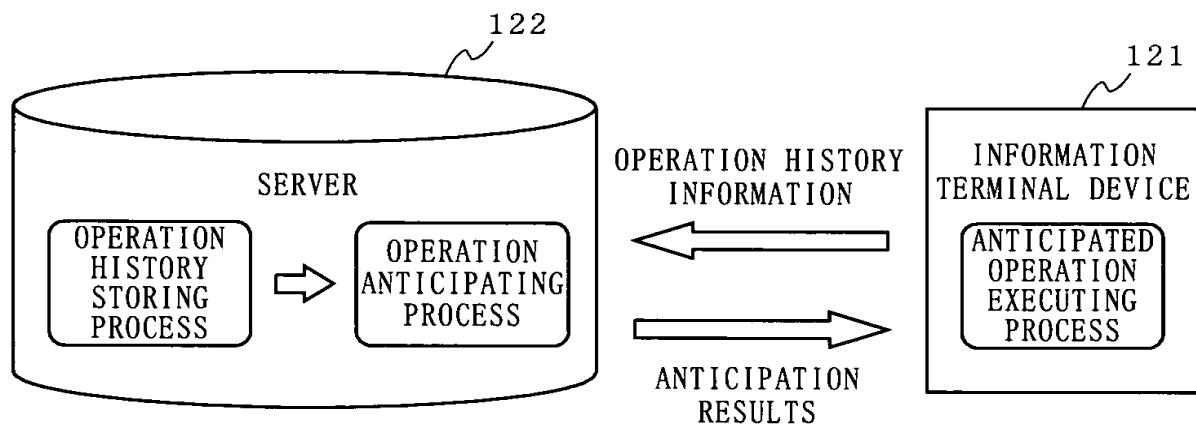 122
SERVER
OPERATION
HISTORY
STORING
PROCESS
OPERATION
ANTICIPATING
PROCESS
OPERATION HISTORY
INFORMATION
ANTICIPATION
RESULTS
121
INFORMATION
TERMINAL DEVICE
ANTICIPATED
OPERATION
EXECUTING
PROCESS